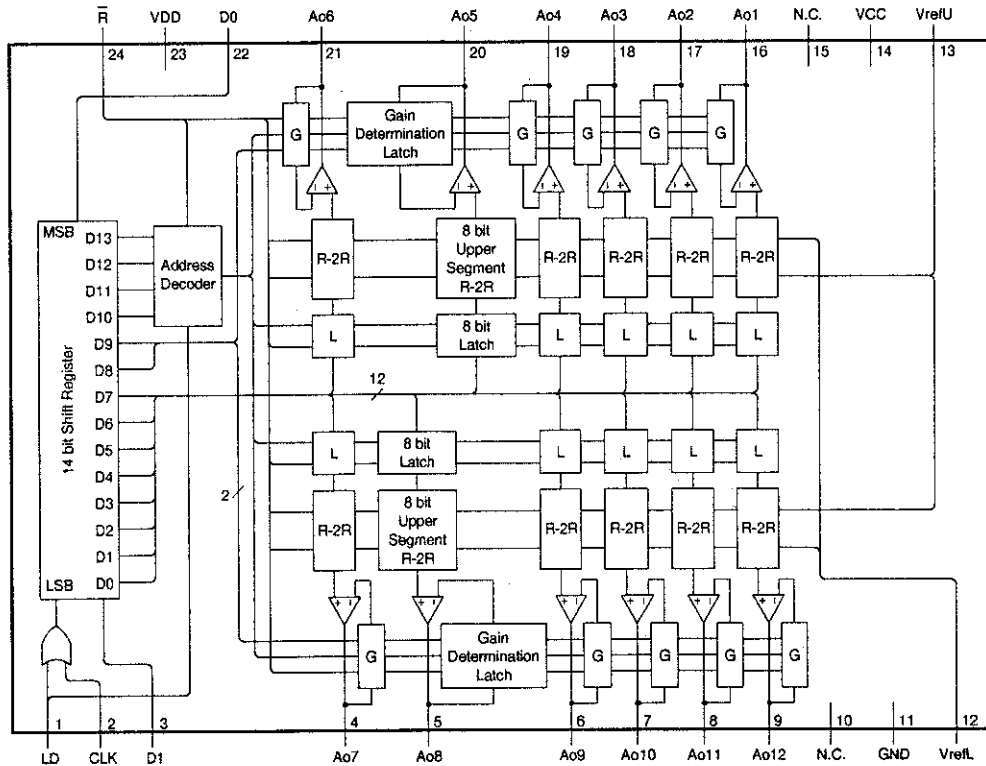 R̅ VDD D0 Ao6 Ao5 Ao4 Ao3 Ao2 Ao1 N.C. VCC VrefU
24 23 22 21 20 19 18 17 16 15 14 13
G
Gain
Determination
Latch
G G G G
- + - + - + - + - + - +
MSB
D13
D12
D11
D10
D9
D8
D7
D6
D5
D4
D3
D2
D1
D0
LSB
14 bit Shift Register
Address
Decoder
R-2R
8 bit
Upper
Segment
R-2R
R-2R R-2R R-2R R-2R
L
8 bit
Latch
L L L L
12
L
8 bit
Latch
L L L L
2
R-2R
8 bit
Upper
Segment
R-2R
R-2R R-2R R-2R R-2R
+ - + - + - + - + - + -
G
Gain
Determination
Latch
G G G G
1 2 3 4 5 6 7 8 9 10 11 12
LD CLK D1 Ao7 Ao8 Ao9 Ao10 Ao11 Ao12 N.C. GND VrefL